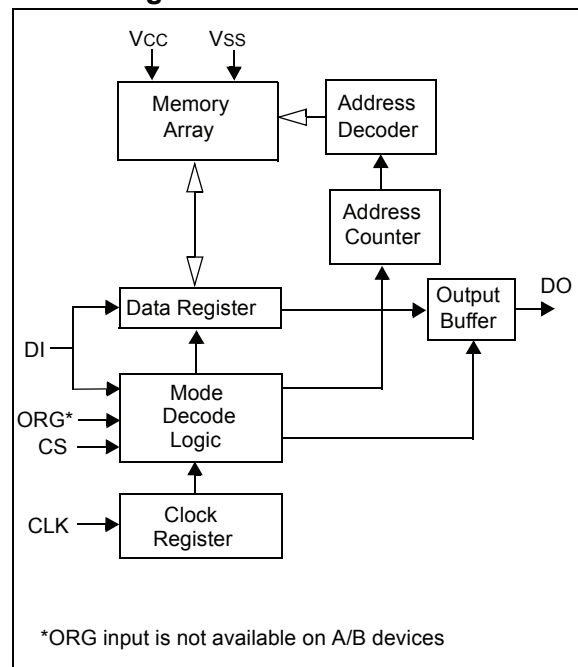 VCC
VSS
Memory
Array
Address
Decoder
Address
Counter
Data Register
Output
Buffer
DO
DI
Mode
Decode
Logic
ORG*
CS
CLK
Clock
Register
*ORG input is not available on A/B devices